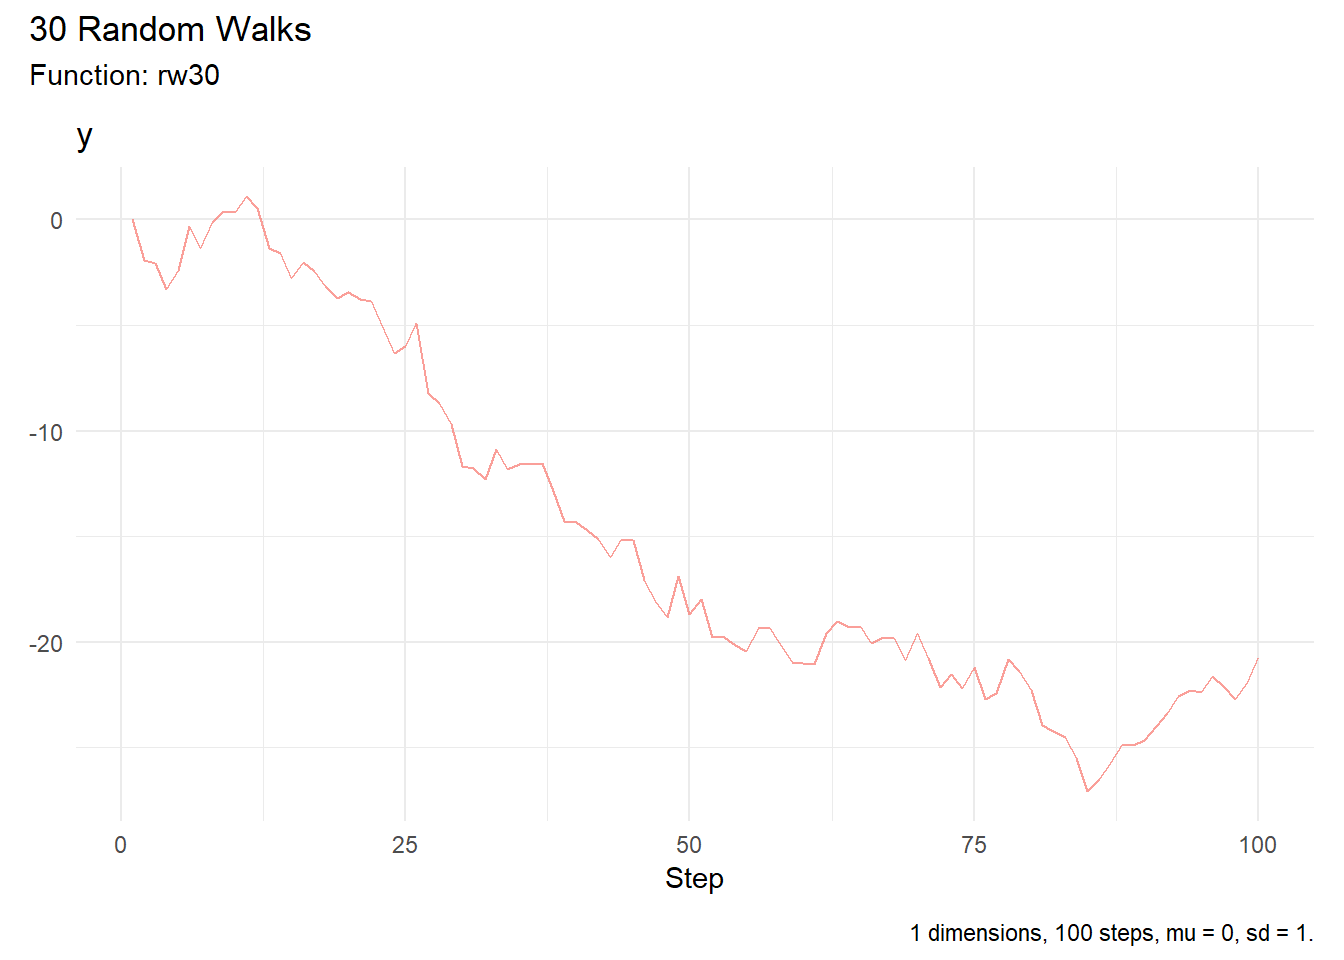 30 Random Walks
Function: rw30
y
0
-10
-20
0 25 50 75 100
Step
1 dimensions, 100 steps, mu = 0, sd = 1.